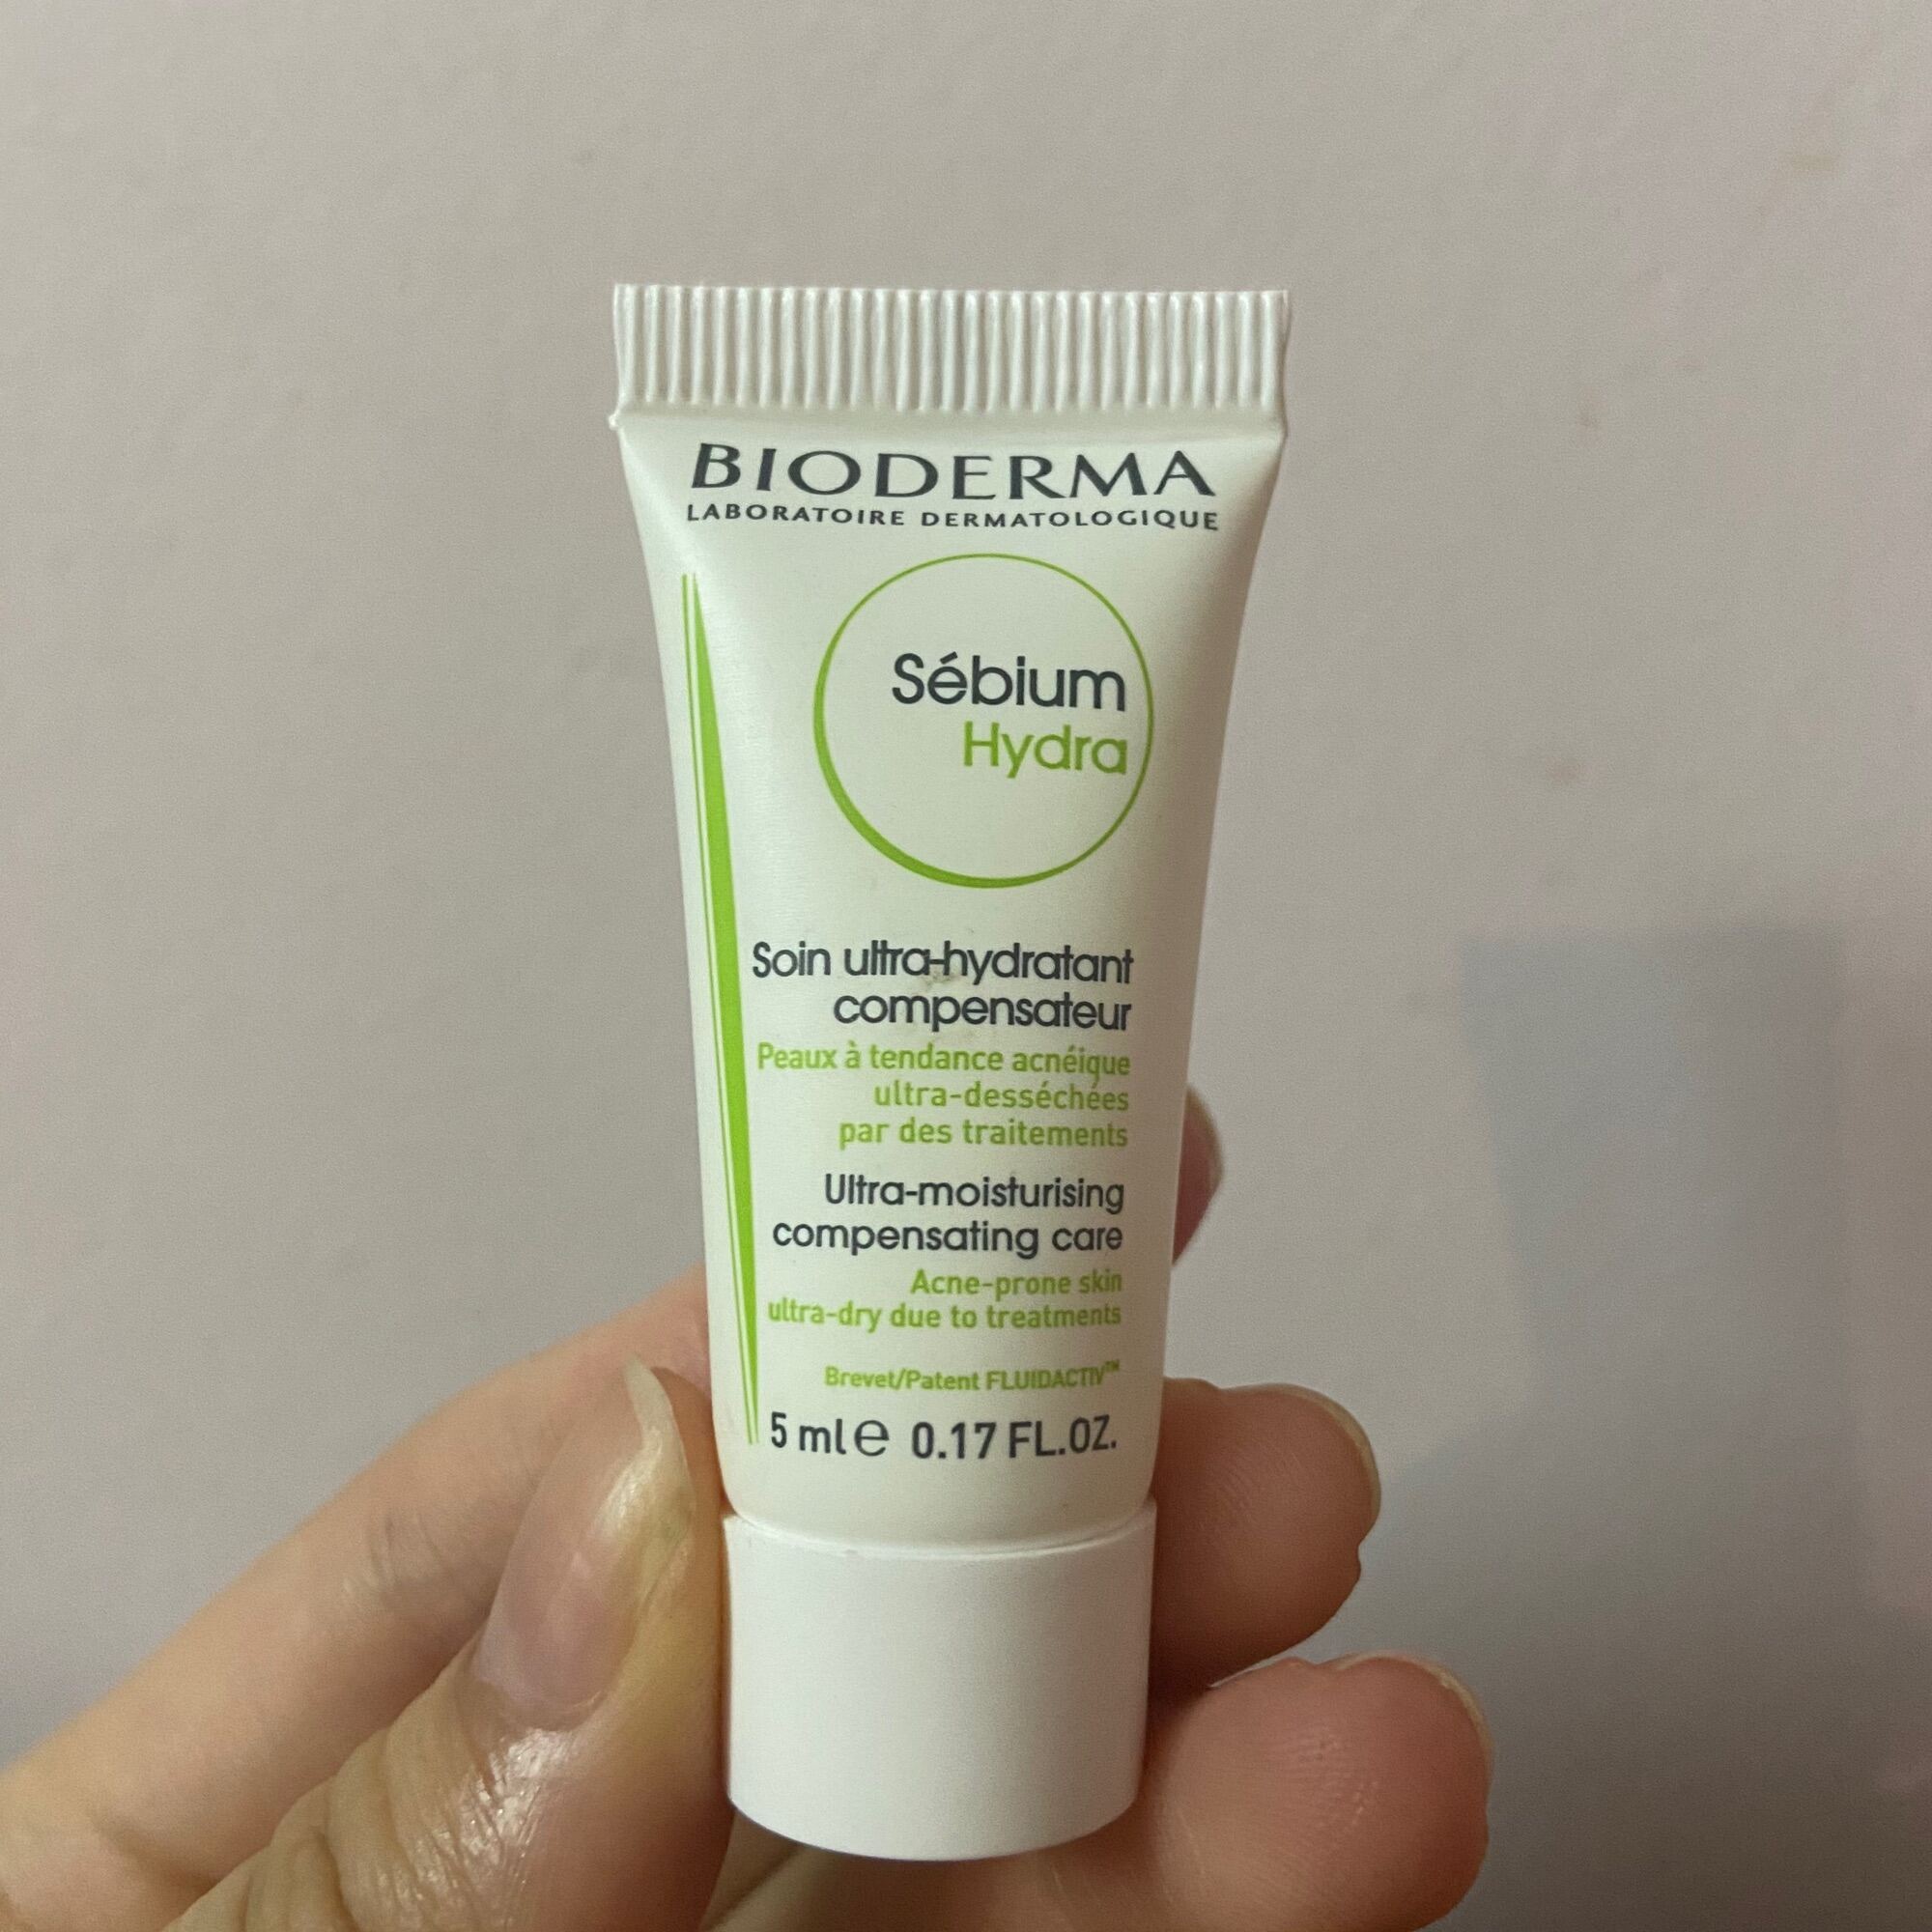 BIODERMA
LABORATOIRE DERMATOLOGIQUE
Sébium
Hydra
Soin ultra-hydratant
compensateur
Peaux à tendance acnéique
ultra-desséchées
par des traitements
Ultra-moisturising
compensating care
Acne-prone skin
ultra-dry due to treatments
Brevet/Patent FLUIDACTIV™
5 ml e 0.17 FL.OZ.